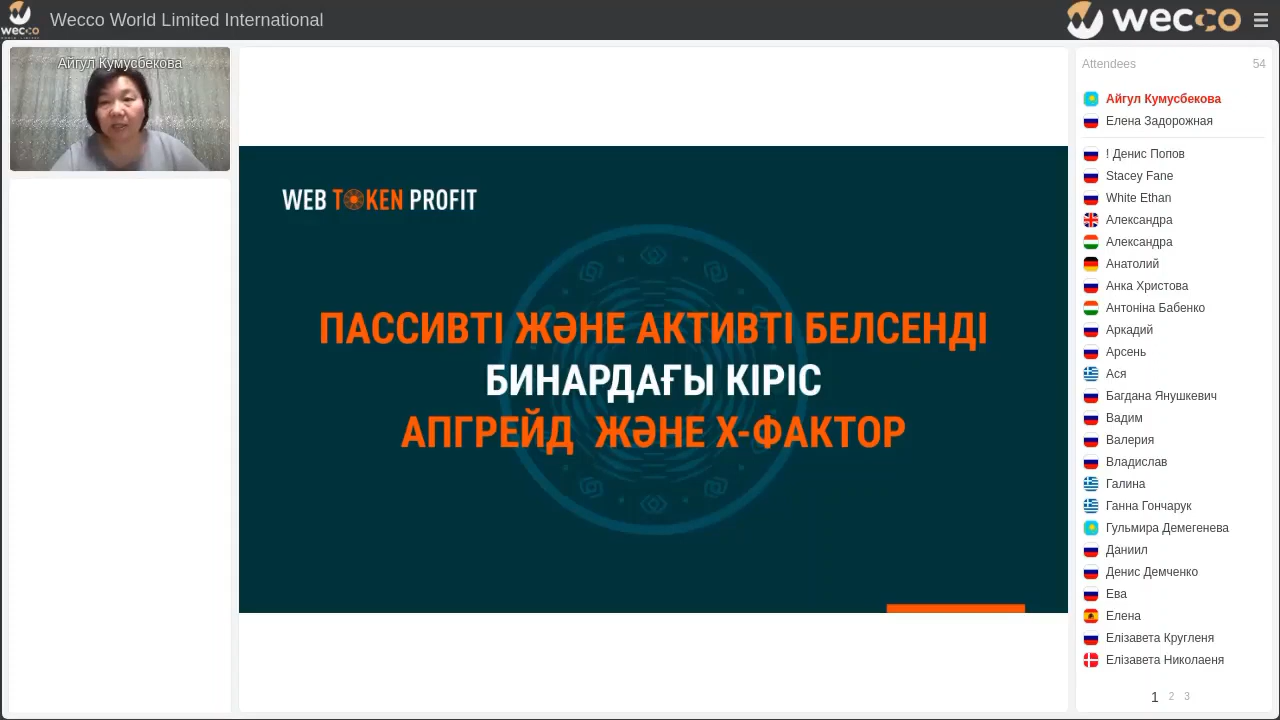 wecco
Wecco World Limited International
wecco
Айгул Кумусбекова
WEB TOKEN PROFIT
ПАССИВТІ ЖӘНЕ АКТИВТІ БЕЛСЕНДІ
БИНАРДАҒЫ КІРІС
АПГРЕЙД ЖӘНЕ Х-ФАКТОР
Attendees 54
Айгул Кумусбекова
Елена Задорожная
! Денис Попов
Stacey Fane
White Ethan
Александра
Александра
Анатолий
Анка Христова
Антоніна Бабенко
Аркадий
Арсень
Ася
Багдана Янушкевич
Вадим
Валерия
Владислав
Галина
Ганна Гончарук
Гульмира Демегенева
Даниил
Денис Демченко
Ева
Елена
Елізавета Кругленя
Елізавета Николаеня
1 2 3